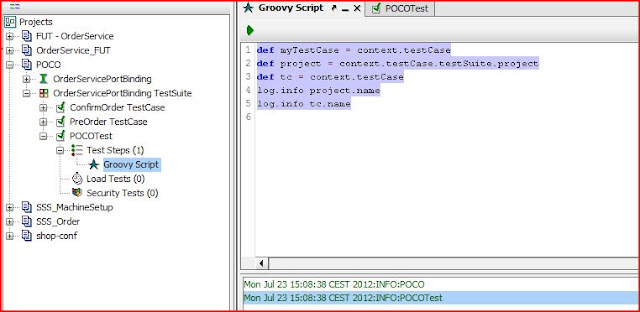 Projects
FUT - OrderService
OrderService_FUT
POCO
OrderServicePortBinding
OrderServicePortBinding TestSuite
ConfirmOrder TestCase
PreOrder TestCase
POCOTest
Test Steps (1)
Groovy Script
Load Tests (0)
Security Tests (0)
SSS_MachineSetup
SSS_Order
shop-conf
Groovy Script
POCOTest
1 def myTestCase = context.testCase
2 def project = context.testCase.testSuite.project
3 def tc = context.testCase
4 log.info project.name
5 log.info tc.name
6
Mon Jul 23 15:08:38 CEST 2012:INFO:POCO
Mon Jul 23 15:08:38 CEST 2012:INFO:POCOTest